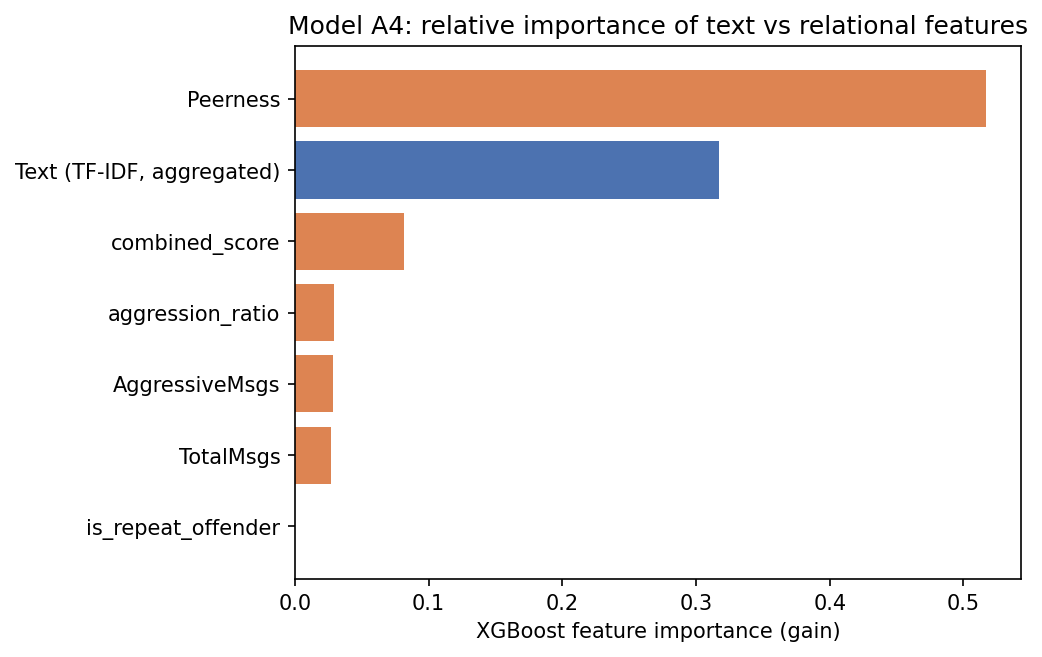 Model A4: relative importance of text vs relational features
Peerness
Text (TF-IDF, aggregated)
combined_score
aggression_ratio
AggressiveMsgs
TotalMsgs
is_repeat_offender
0.0 0.1 0.2 0.3 0.4 0.5
XGBoost feature importance (gain)